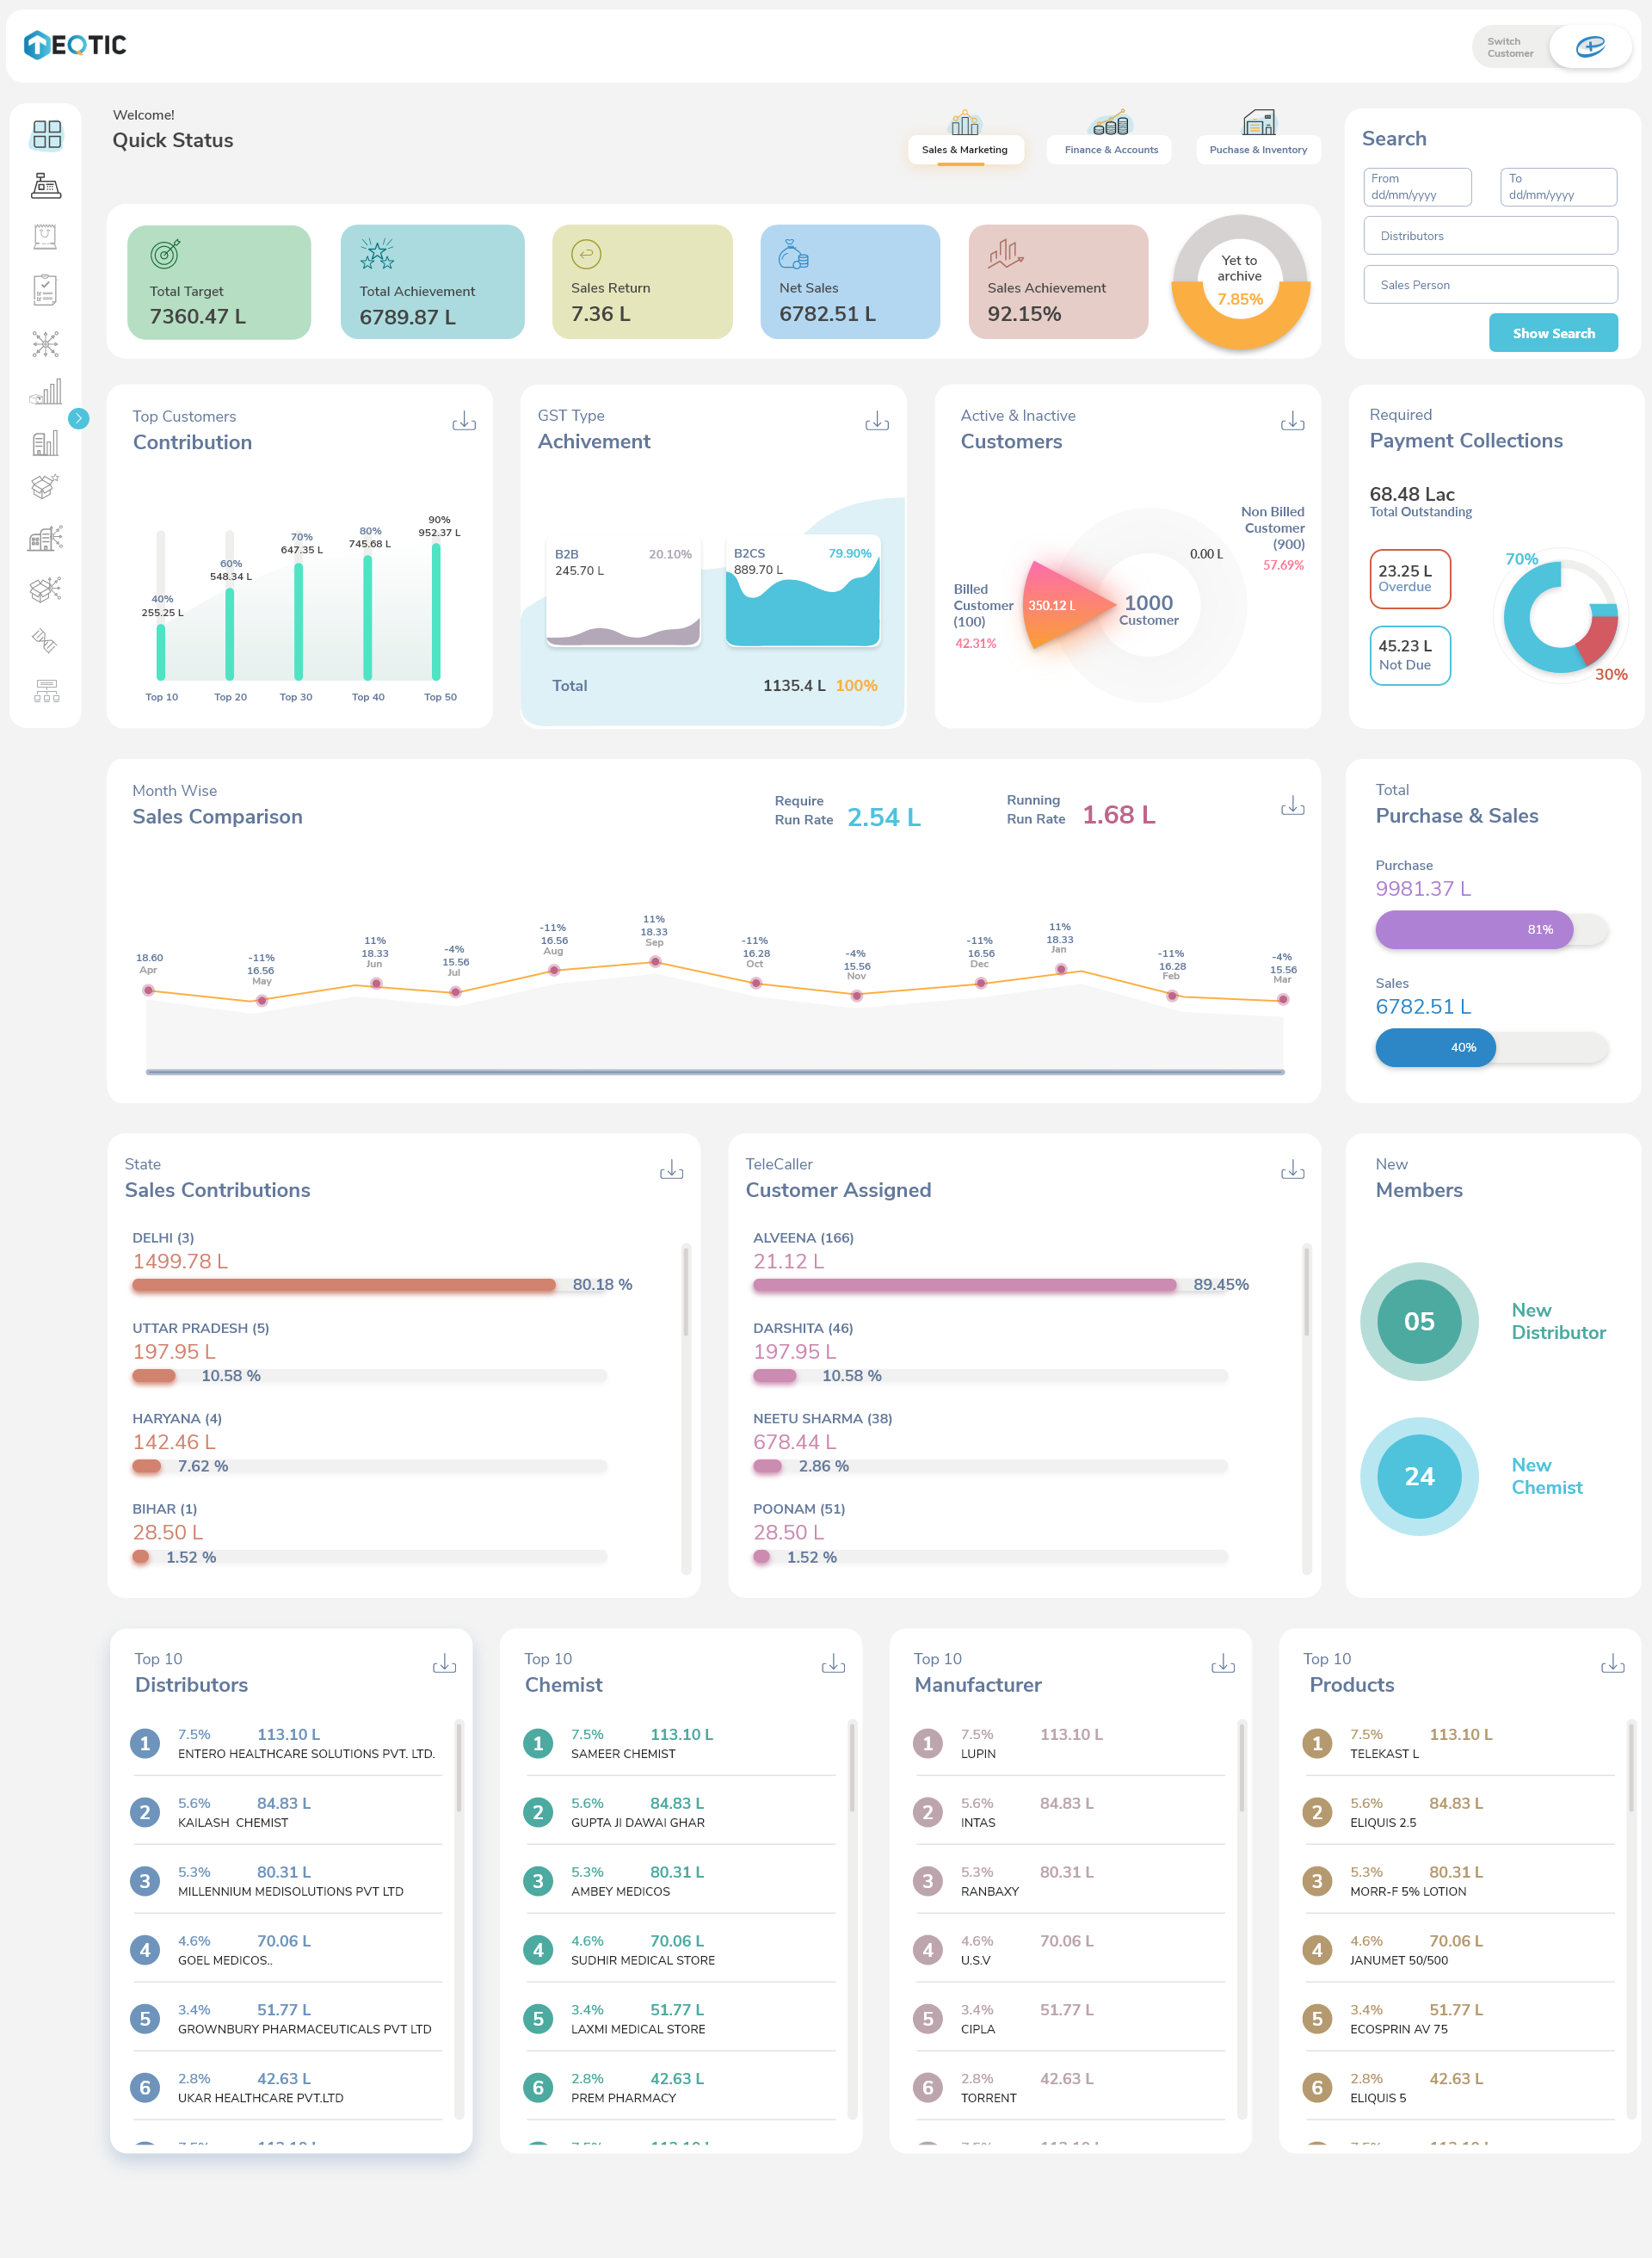 TEQTIC
Switch
Customer
Welcome!
Quick Status
Sales & Marketing
Finance & Accounts
Puchase & Inventory
Search
From
dd/mm/yyyy
To
dd/mm/yyyy
Distributors
Sales Person
Show Search
Total Target
7360.47 L
Total Achievement
6789.87 L
Sales Return
7.36 L
Net Sales
6782.51 L
Sales Achievement
92.15%
Yet to
archive
7.85%
Top Customers
Contribution
40%
255.25 L
60%
548.34 L
70%
647.35 L
80%
745.68 L
90%
952.37 L
Top 10
Top 20
Top 30
Top 40
Top 50
GST Type
Achivement
B2B
20.10%
245.70 L
B2CS
79.90%
889.70 L
Total
1135.4 L 100%
Active & Inactive
Customers
Non Billed
Customer
(900)
57.69%
0.00 L
Billed
Customer
(100)
42.31%
350.12 L
1000
Customer
Required
Payment Collections
68.48 Lac
Total Outstanding
23.25 L
Overdue
45.23 L
Not Due
70%
30%
Month Wise
Sales Comparison
Require
Run Rate
2.54 L
Running
Run Rate
1.68 L
18.60
Apr
-11%
16.56
May
11%
18.33
Jun
-4%
15.56
Jul
-11%
16.56
Aug
11%
18.33
Sep
-11%
16.28
Oct
-4%
15.56
Nov
-11%
16.56
Dec
11%
18.33
Jan
-11%
16.28
Feb
-4%
15.56
Mar
Total
Purchase & Sales
Purchase
9981.37 L
81%
Sales
6782.51 L
40%
State
Sales Contributions
DELHI (3)
1499.78 L
80.18 %
UTTAR PRADESH (5)
197.95 L
10.58 %
HARYANA (4)
142.46 L
7.62 %
BIHAR (1)
28.50 L
1.52 %
TeleCaller
Customer Assigned
ALVEENA (166)
21.12 L
89.45%
DARSHITA (46)
197.95 L
10.58 %
NEETU SHARMA (38)
678.44 L
2.86 %
POONAM (51)
28.50 L
1.52 %
New
Members
05
New
Distributor
24
New
Chemist
Top 10
Distributors
1
7.5% 113.10 L
ENTERO HEALTHCARE SOLUTIONS PVT. LTD.
2
5.6% 84.83 L
KAILASH CHEMIST
3
5.3% 80.31 L
MILLENNIUM MEDISOLUTIONS PVT LTD
4
4.6% 70.06 L
GOEL MEDICOS..
5
3.4% 51.77 L
GROWNBURY PHARMACEUTICALS PVT LTD
6
2.8% 42.63 L
UKAR HEALTHCARE PVT.LTD
7.5% 113.10 L
Top 10
Chemist
1
7.5% 113.10 L
SAMEER CHEMIST
2
5.6% 84.83 L
GUPTA JI DAWAI GHAR
3
5.3% 80.31 L
AMBEY MEDICOS
4
4.6% 70.06 L
SUDHIR MEDICAL STORE
5
3.4% 51.77 L
LAXMI MEDICAL STORE
6
2.8% 42.63 L
PREM PHARMACY
7.5% 113.10 L
Top 10
Manufacturer
1
7.5% 113.10 L
LUPIN
2
5.6% 84.83 L
INTAS
3
5.3% 80.31 L
RANBAXY
4
4.6% 70.06 L
U.S.V
5
3.4% 51.77 L
CIPLA
6
2.8% 42.63 L
TORRENT
7.5% 113.10 L
Top 10
Products
1
7.5% 113.10 L
TELEKAST L
2
5.6% 84.83 L
ELIQUIS 2.5
3
5.3% 80.31 L
MORR-F 5% LOTION
4
4.6% 70.06 L
JANUMET 50/500
5
3.4% 51.77 L
ECOSPRIN AV 75
6
2.8% 42.63 L
ELIQUIS 5
7.5% 113.10 L